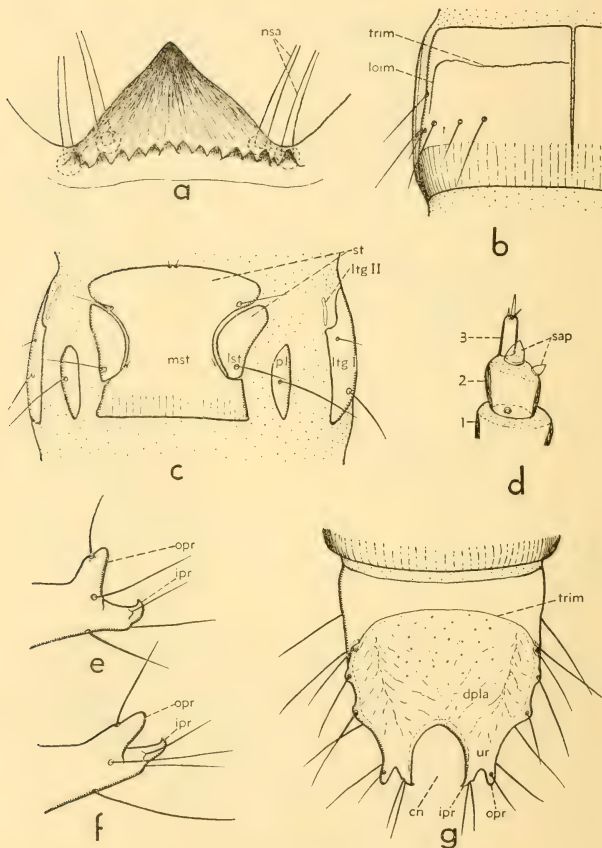 nsa
a
trim
loim
b
st
ltg II
mst
lst
pl
ltg I
c
3
sap
2
1
d
opr
ipr
e
opr
ipr
f
trim
dpla
ur
cn
ipr
opr
g